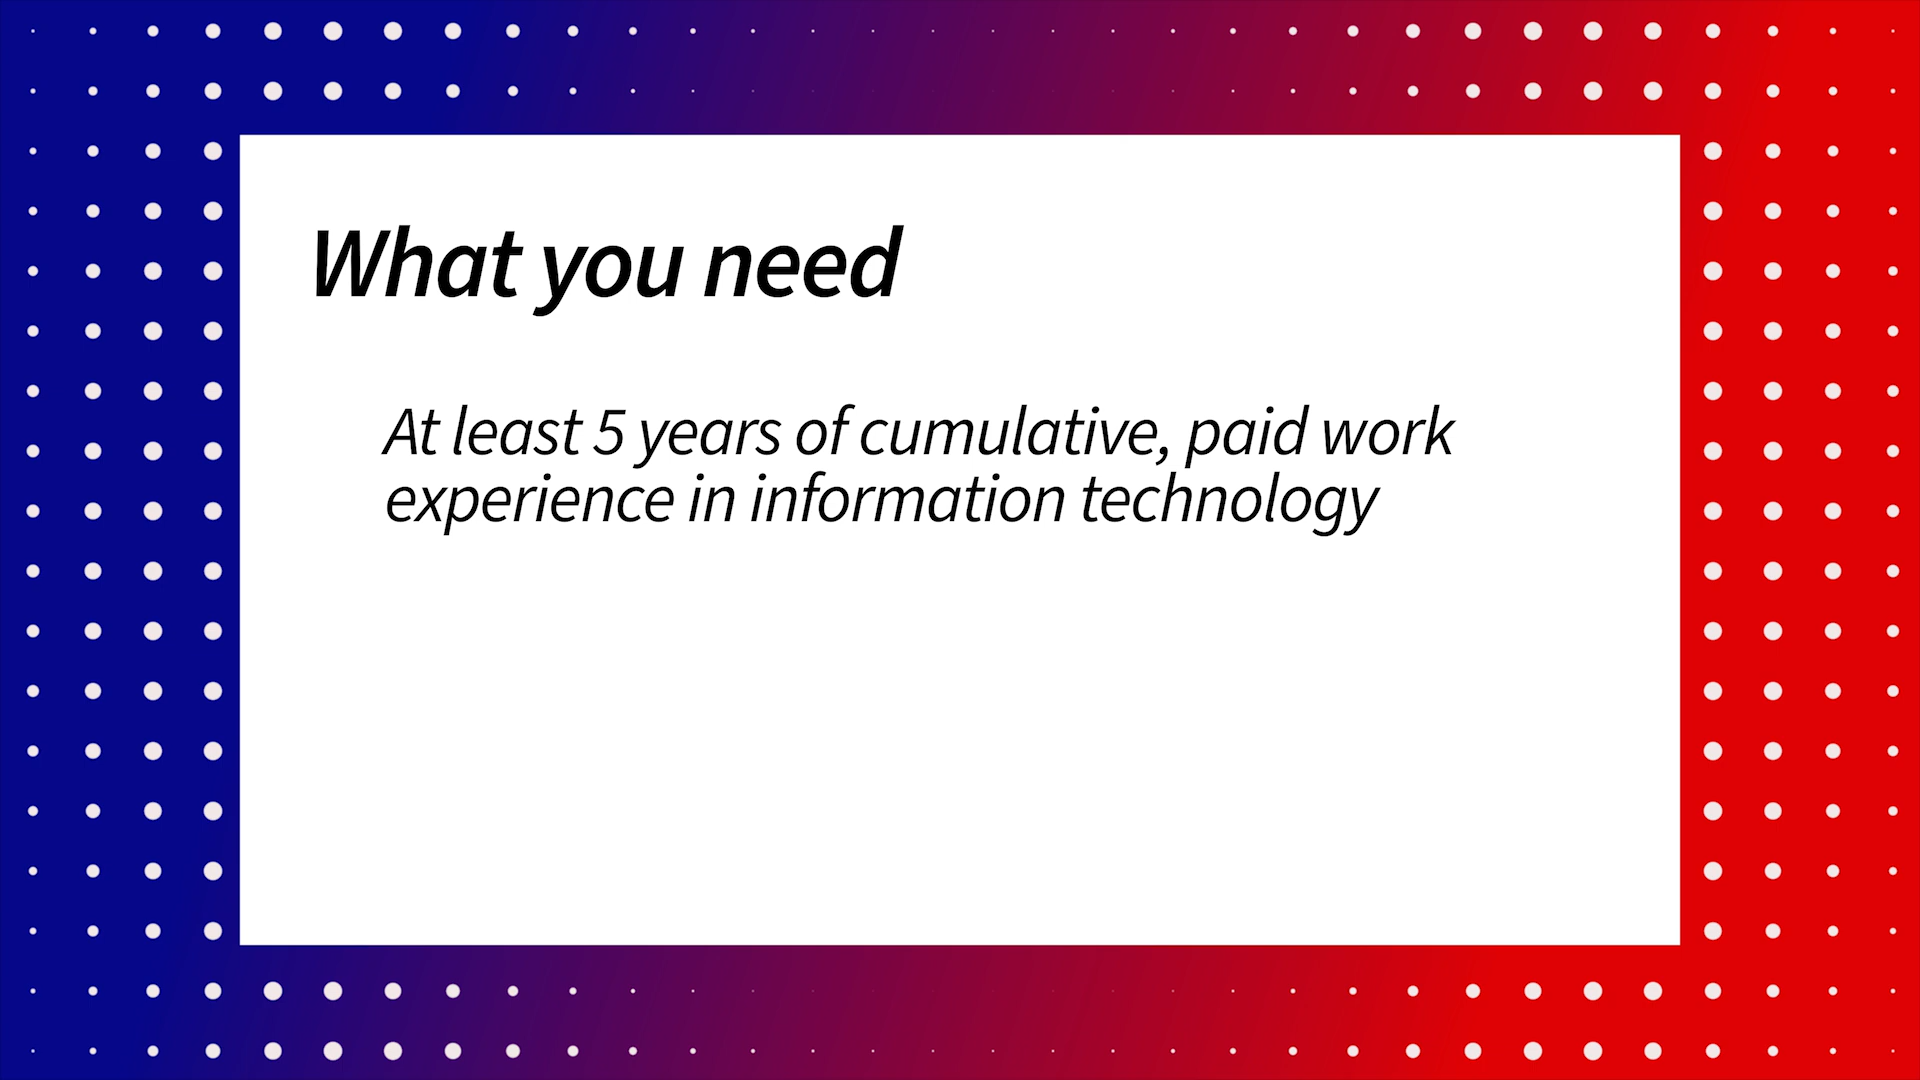 What you need
At least 5 years of cumulative, paid work
experience in information technology